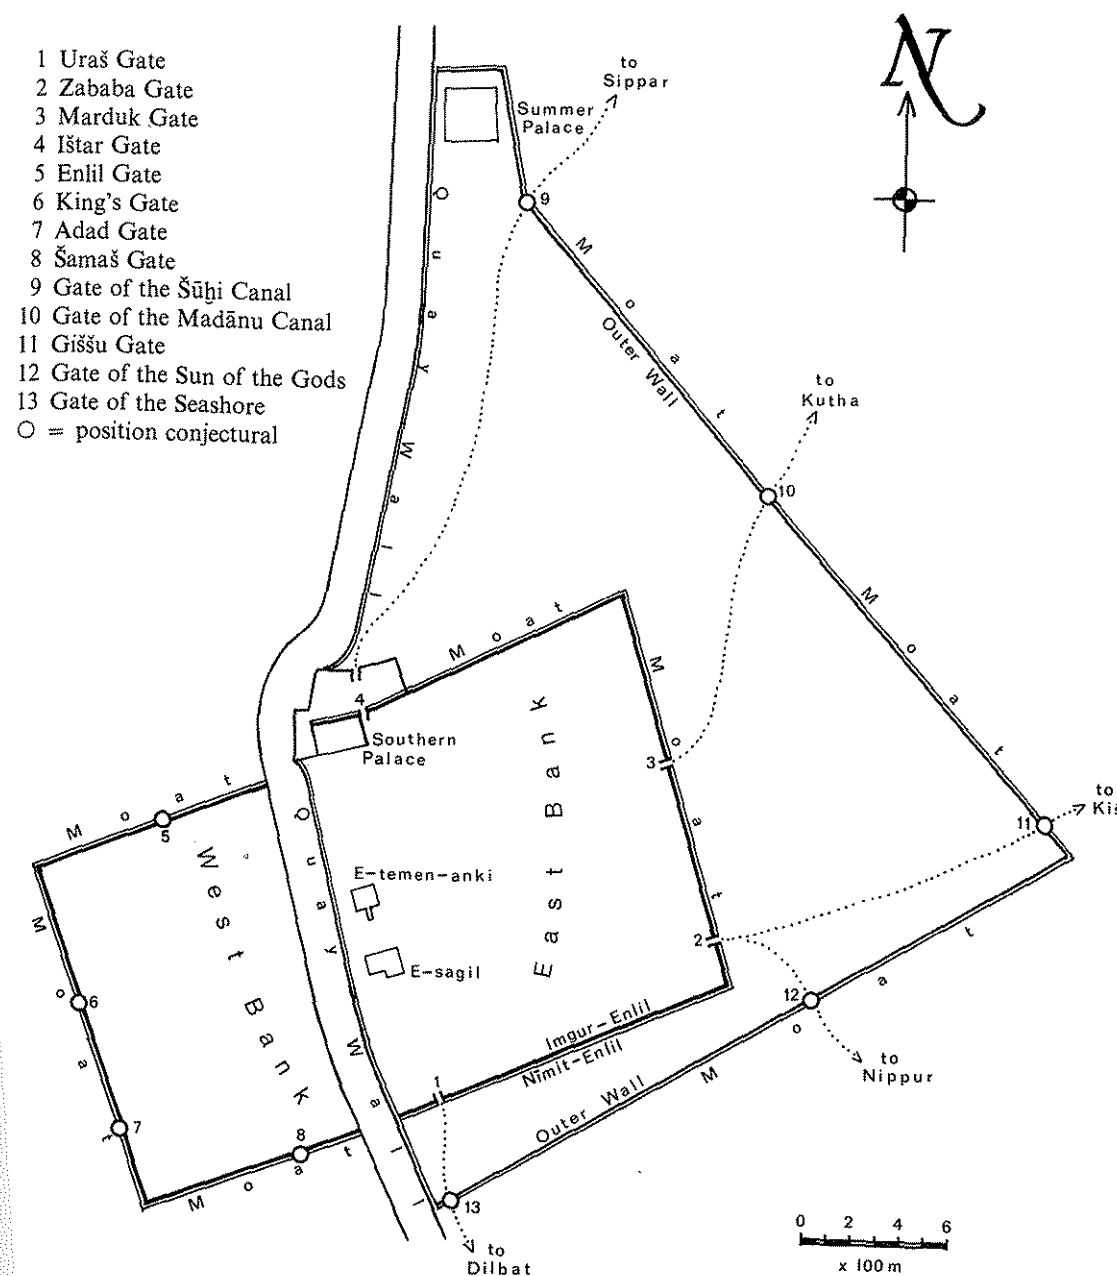 1 Uraš Gate
2 Zababa Gate
3 Marduk Gate
4 Ištar Gate
5 Enlil Gate
6 King's Gate
7 Adad Gate
8 Šamaš Gate
9 Gate of the Šūḫi Canal
10 Gate of the Madānu Canal
11 Giššu Gate
12 Gate of the Sun of the Gods
13 Gate of the Seashore
O = position conjectural
N
to
Sippar
Summer
Palace
9
Quay Wall
Moat
Outer Wall
to
Kutha
10
Moat
Moat
4
Southern
Palace
Moat
3
East Bank
11
to
Moat
5
West Bank
Quay Wall
E-temen-anki
E-sagil
2
Moat
6
12
to
Nippur
Imgur-Enlil
Nīmit-Enlil
Outer Wall
Moat
1
7
8
Moat
13
to
Dilbat
0 2 4 6
x 100 m